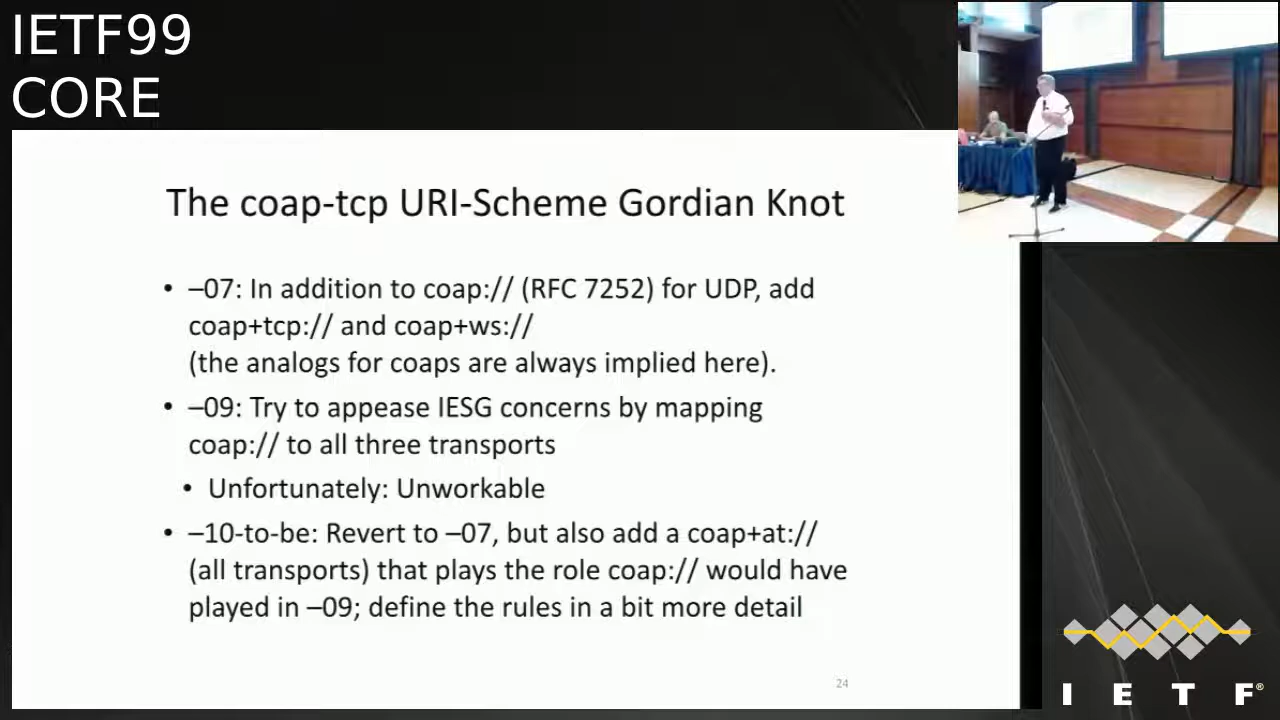 IETF99
CORE
The coap-tcp URI-Scheme Gordian Knot
• –07: In addition to coap:// (RFC 7252) for UDP, add
coap+tcp:// and coap+ws://
(the analogs for coaps are always implied here).
• –09: Try to appease IESG concerns by mapping
coap:// to all three transports
• Unfortunately: Unworkable
• –10-to-be: Revert to –07, but also add a coap+at://
(all transports) that plays the role coap:// would have
played in –09; define the rules in a bit more detail
24
I E T F®